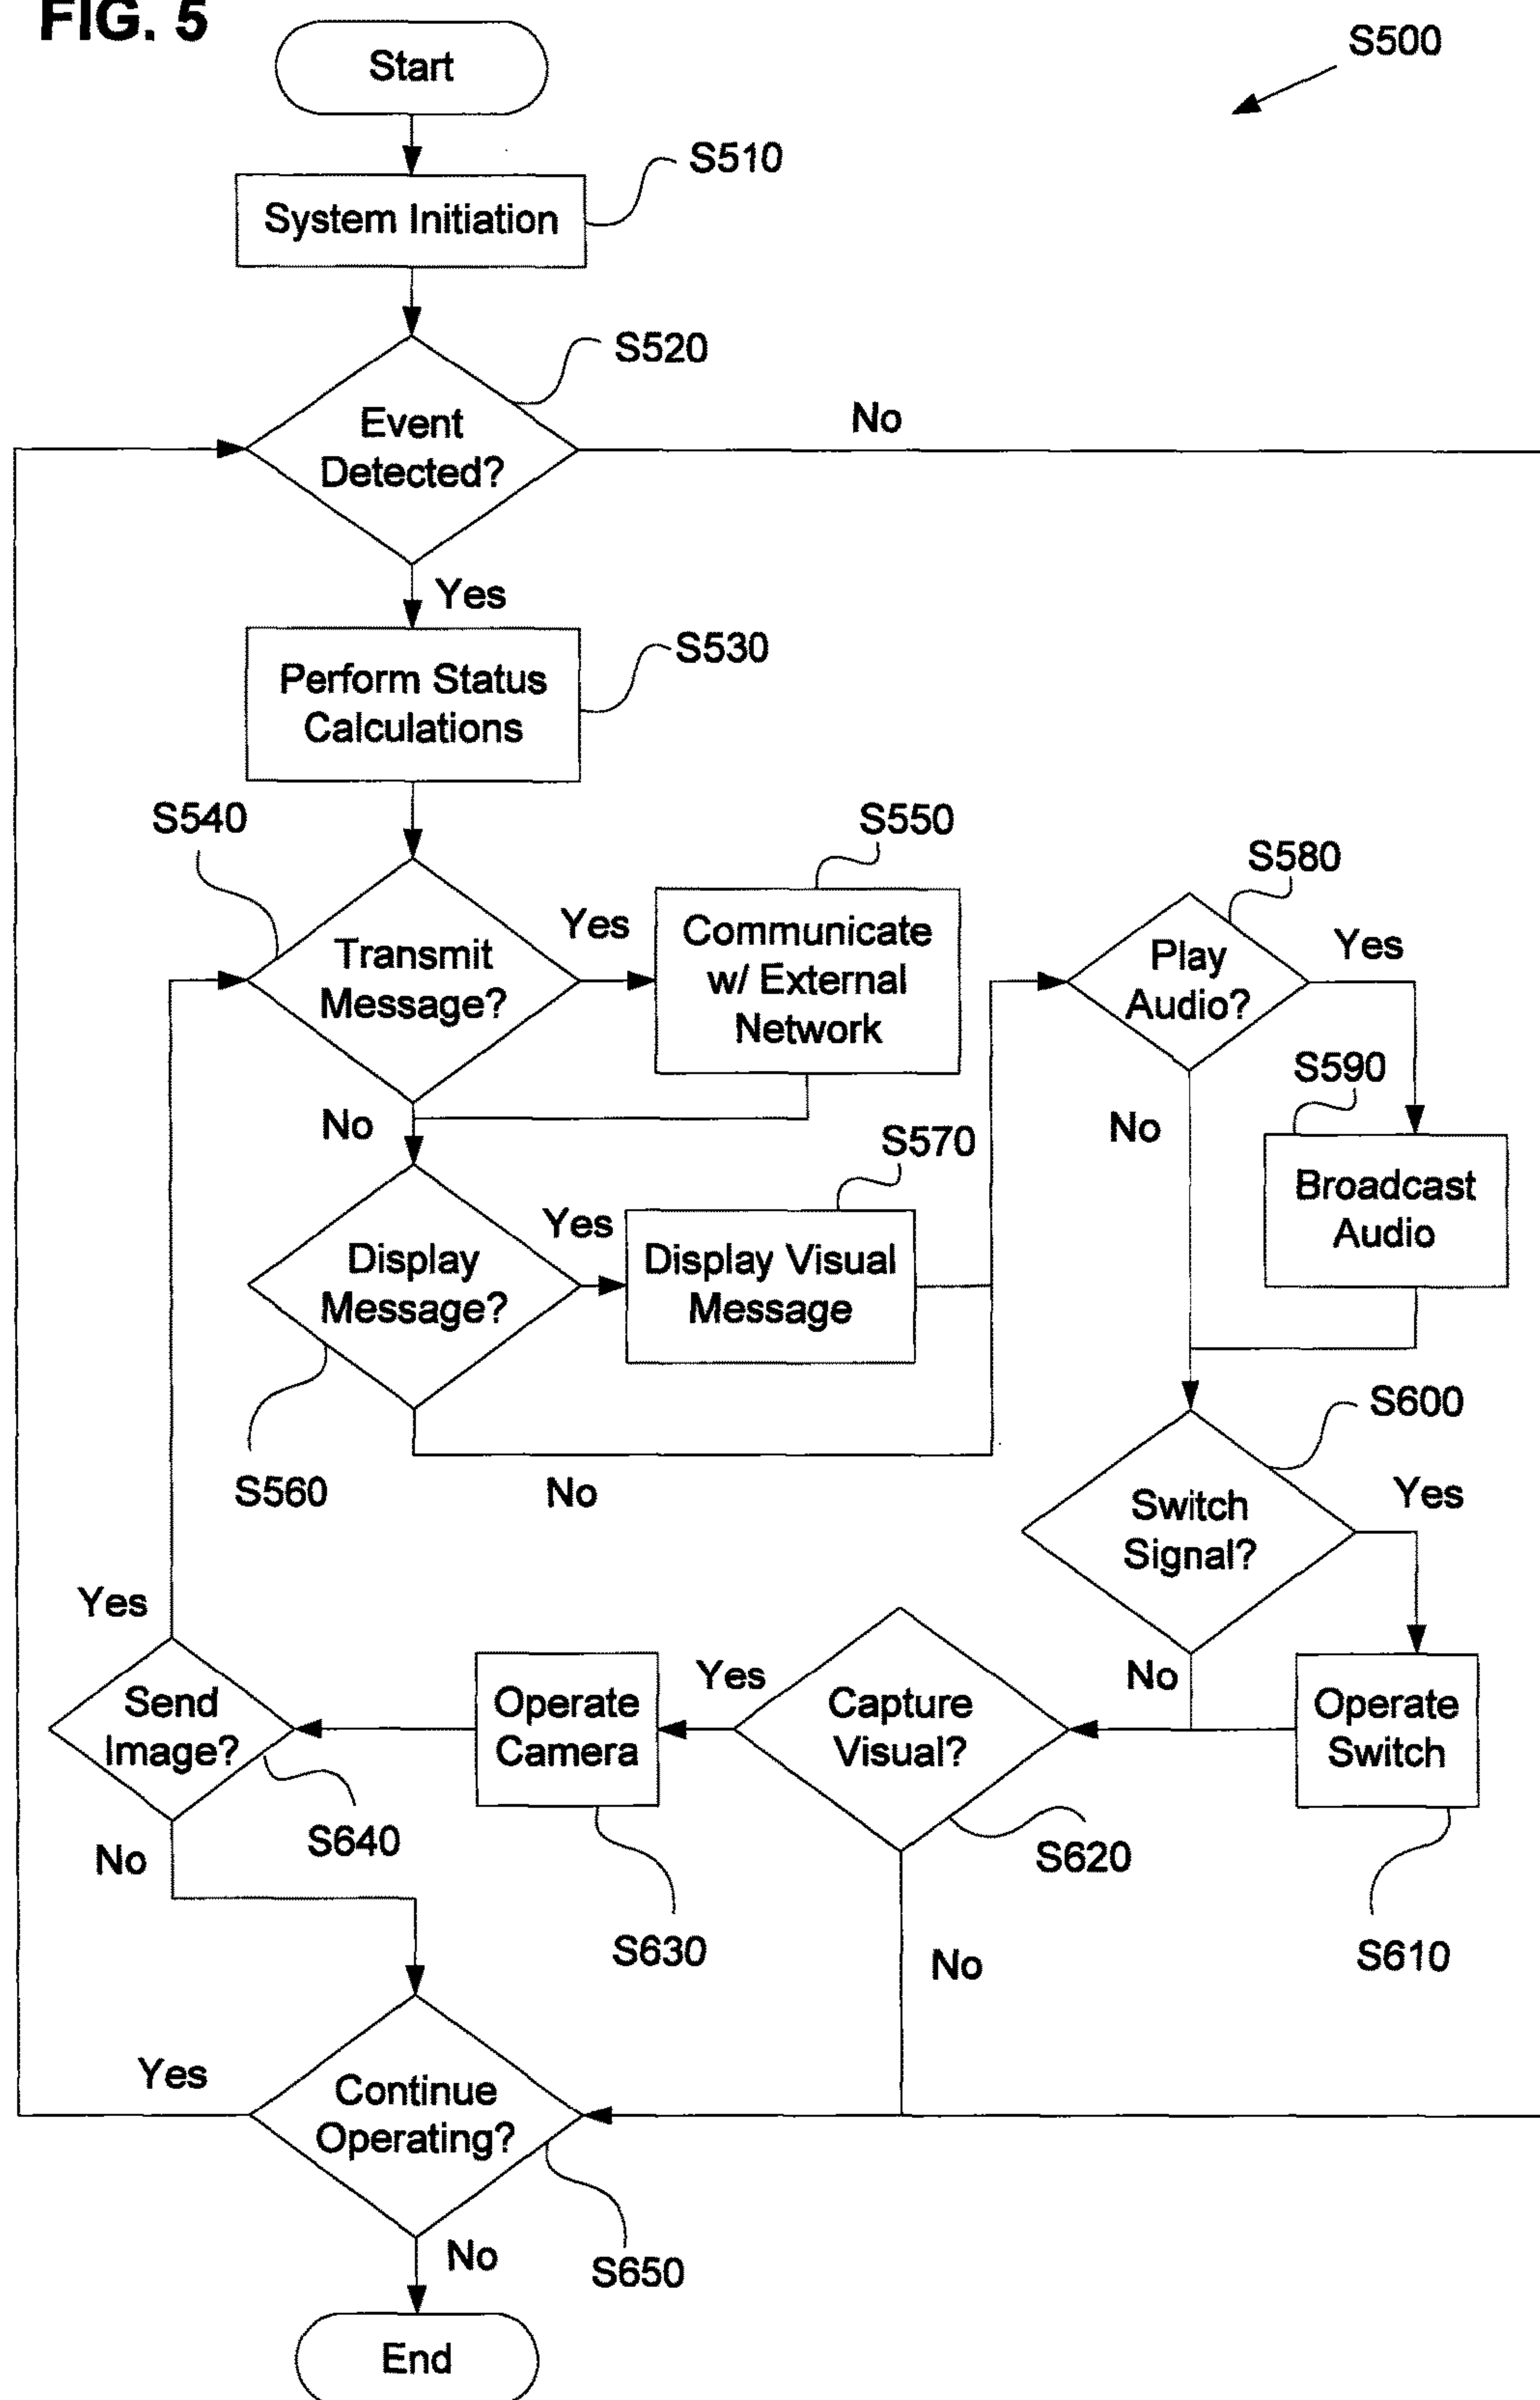 FIG. 5
S500
Start
S510
System Initiation
S520
Event
Detected?
No
Yes
S530
Perform Status
Calculations
S540
S550
S580
Transmit
Message?
Yes
Communicate
w/ External
Network
Play
Audio?
Yes
No
S570
No
S590
Broadcast
Audio
Display
Message?
Yes
Display Visual
Message
S560
No
S600
Switch
Signal?
Yes
Yes
Send
Image?
Operate
Camera
Yes
Capture
Visual?
No
Operate
Switch
S640
No
S630
S620
No
S610
Yes
Continue
Operating?
No
S650
End